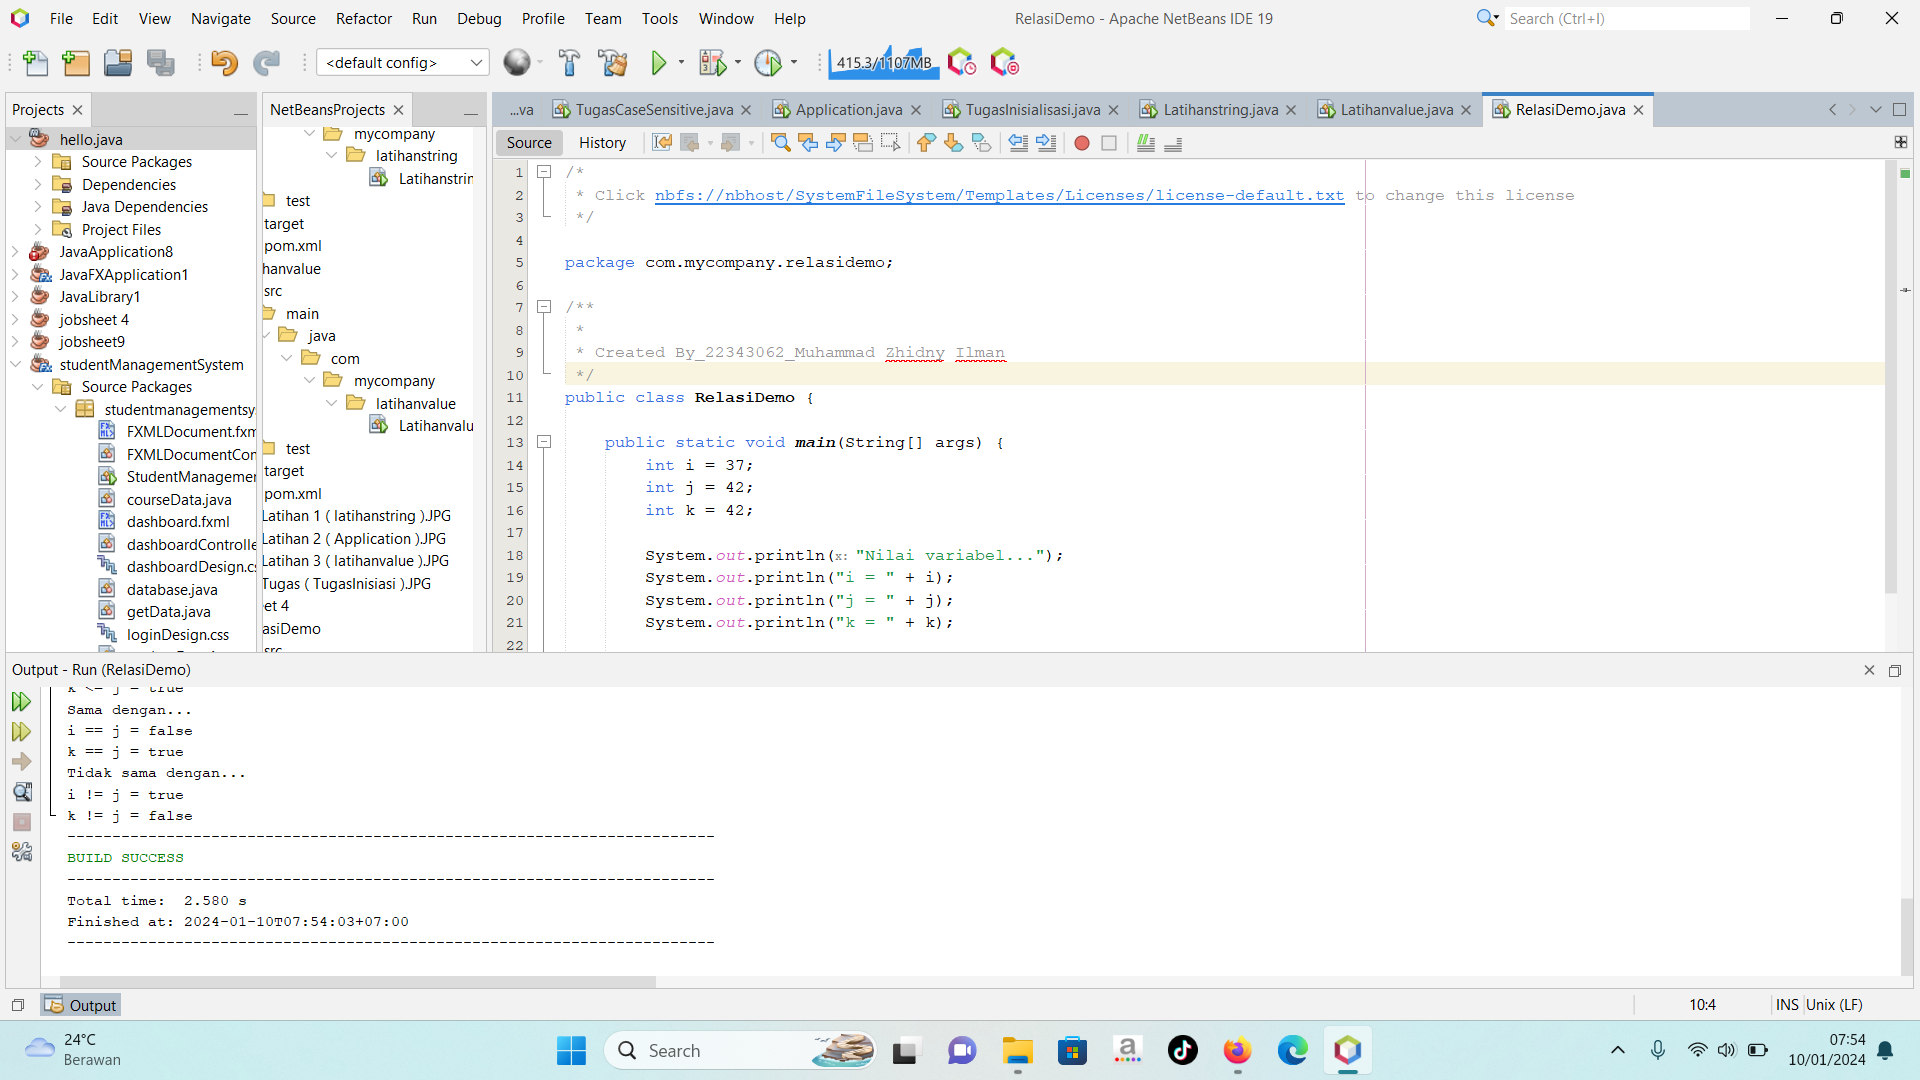 File Edit View Navigate Source Refactor Run Debug Profile Team Tools Window Help
RelasiDemo - Apache NetBeans IDE 19
Search (Ctrl+I)
<default config>
415.3/1107MB
Projects
hello.java
Source Packages
Dependencies
Java Dependencies
Project Files
JavaApplication8
JavaFXApplication1
JavaLibrary1
jobsheet 4
jobsheet9
studentManagementSystem
Source Packages
studentmanagementsy
FXMLDocument.fxm
FXMLDocumentCon
StudentManagemer
courseData.java
dashboard.fxml
dashboardControlle
dashboardDesign.cs
database.java
getData.java
loginDesign.css
NetBeansProjects
mycompany
latihanstring
Latihanstrin
test
target
pom.xml
hanvalue
src
main
java
com
mycompany
latihanvalue
Latihanvalu
test
target
pom.xml
Latihan 1 ( latihanstring ).JPG
Latihan 2 ( Application ).JPG
Latihan 3 ( latihanvalue ).JPG
Tugas ( TugasInisiasi ).JPG
et 4
asiDemo
src
...va TugasCaseSensitive.java Application.java TugasInisialisasi.java Latihanstring.java Latihanvalue.java RelasiDemo.java
Source History
1 /*
2 * Click nbfs://nbhost/SystemFileSystem/Templates/Licenses/license-default.txt to change this license
3 */
4
5 package com.mycompany.relasidemo;
6
7 /**
8 *
9 * Created By_22343062_Muhammad Zhidny Ilman
10 */
11 public class RelasiDemo {
12
13 public static void main(String[] args) {
14 int i = 37;
15 int j = 42;
16 int k = 42;
17
18 System.out.println(x: "Nilai variabel...");
19 System.out.println("i = " + i);
20 System.out.println("j = " + j);
21 System.out.println("k = " + k);
22
Output - Run (RelasiDemo)
k <= j = true
Sama dengan...
i == j = false
k == j = true
Tidak sama dengan...
i != j = true
k != j = false
------------------------------------------------------------------------
BUILD SUCCESS
------------------------------------------------------------------------
Total time: 2.580 s
Finished at: 2024-01-10T07:54:03+07:00
------------------------------------------------------------------------
Output
10:4 INS Unix (LF)
24°C
Berawan
Search
07:54
10/01/2024